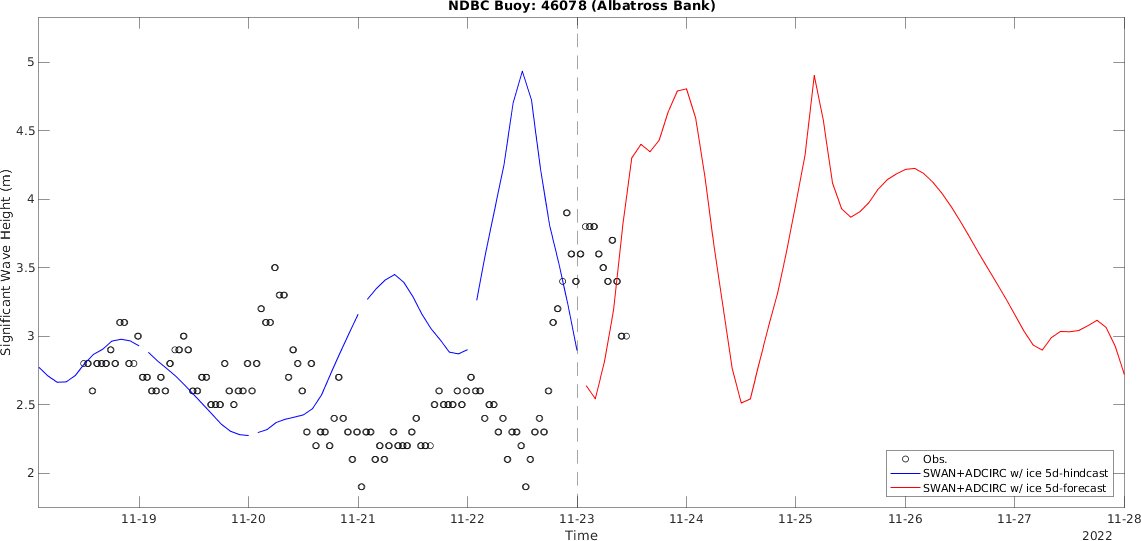 NDBC Buoy: 46078 (Albatross Bank)
Significant Wave Height (m)
5
4.5
4
3.5
3
2.5
2
Obs.
SWAN+ADCIRC w/ ice 5d-hindcast
SWAN+ADCIRC w/ ice 5d-forecast
11-19 11-20 11-21 11-22 11-23 11-24 11-25 11-26 11-27 11-28
Time
2022